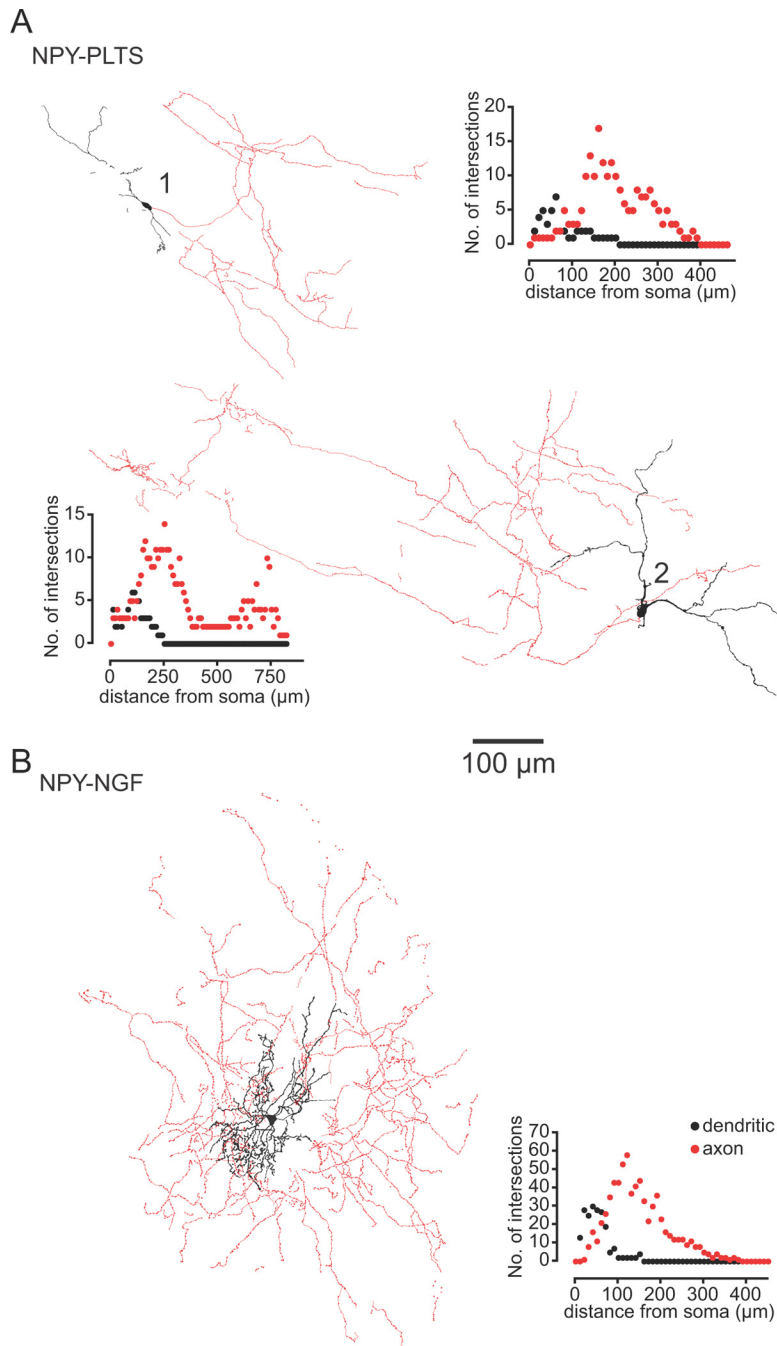 A
NPY-PLTS
1
No. of intersections
20
15
10
5
0
0 100 200 300 400
distance from soma (µm)
2
No. of intersections
15
10
5
0
0 250 500 750
distance from soma (µm)
100 µm
B
NPY-NGF
dendritic
axon
No. of intersections
70
60
50
40
30
20
10
0
0 100 200 300 400
distance from soma (µm)